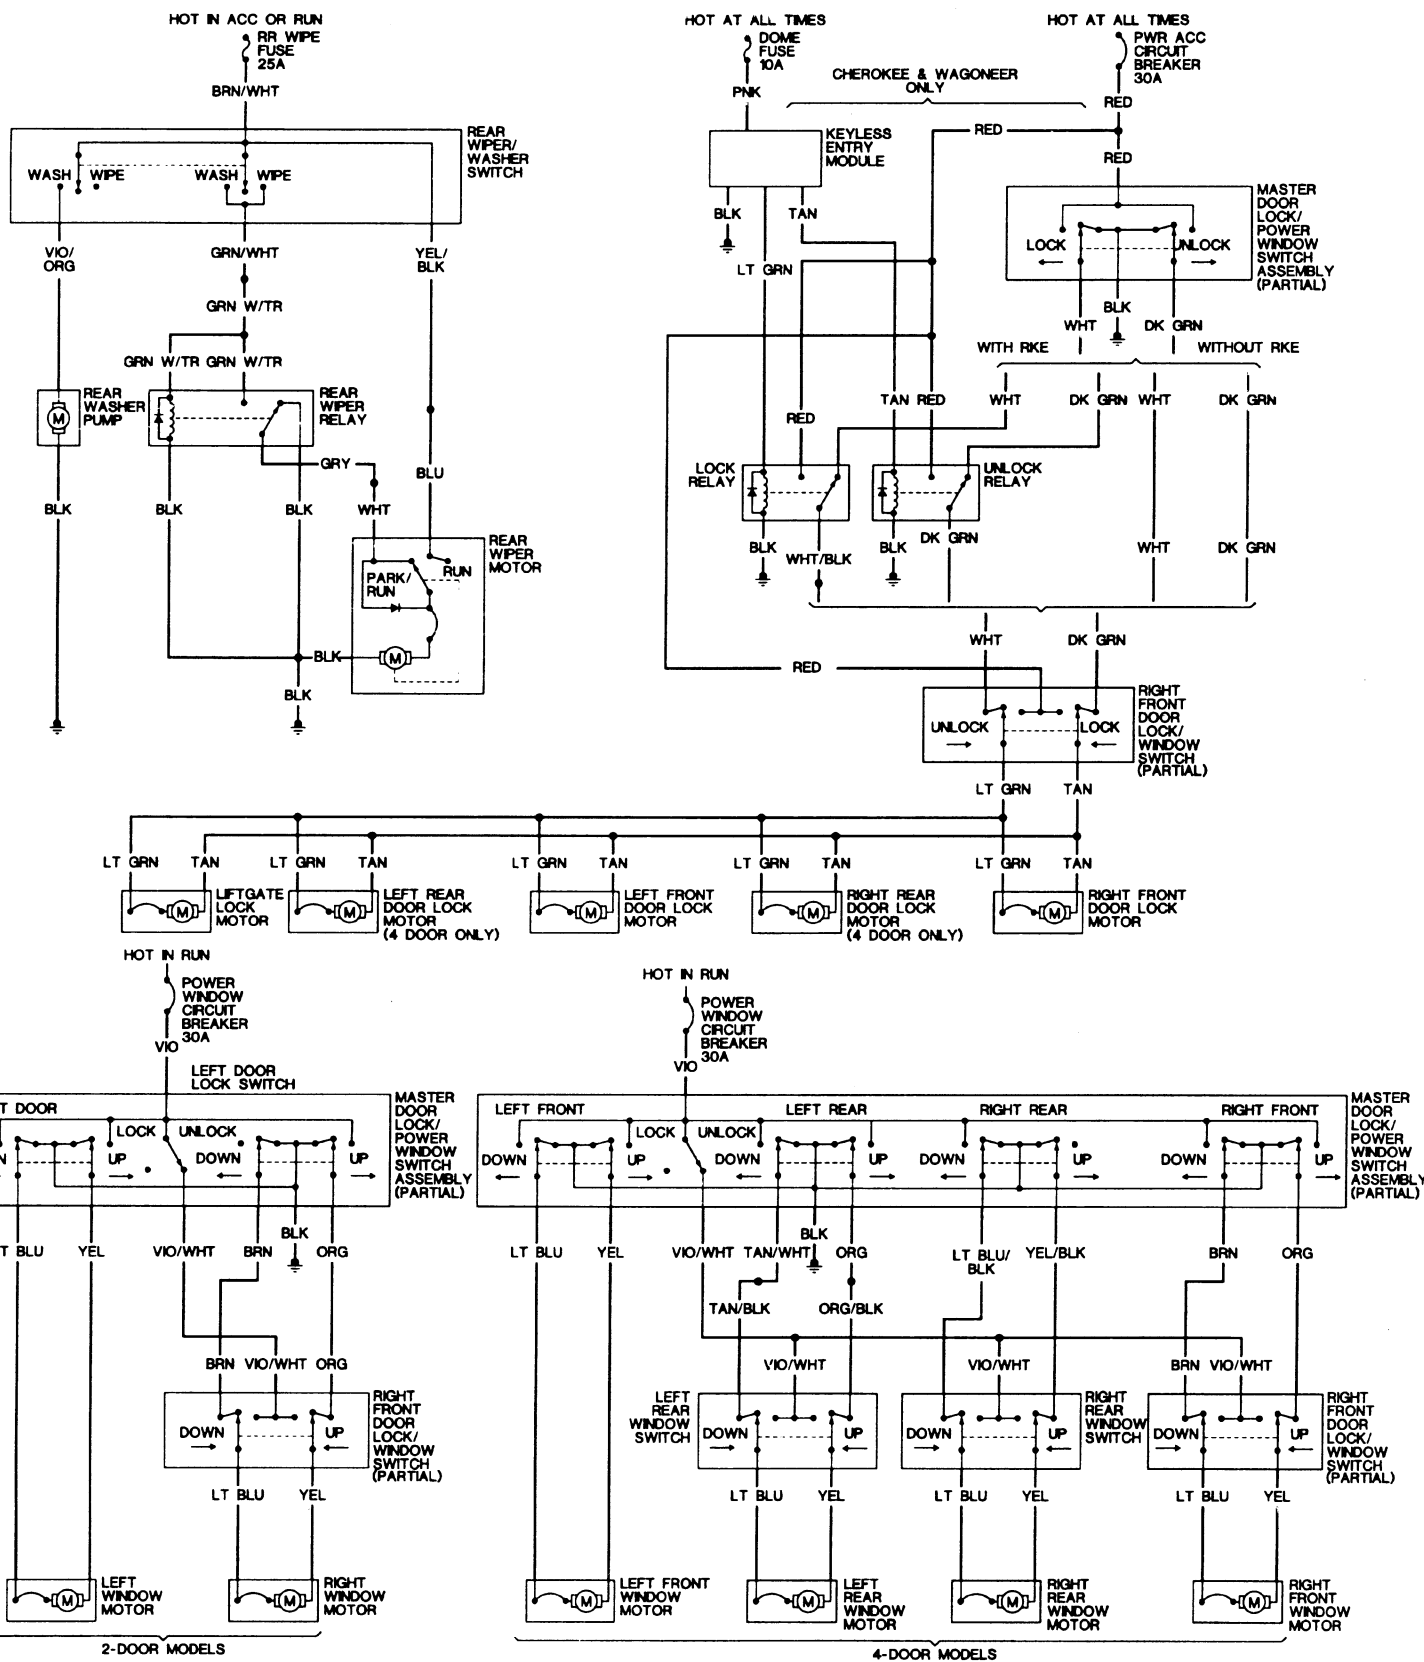 HOT IN ACC OR RUN
RR WIPE
FUSE
25A
BRN/WHT
REAR
WIPER/
WASHER
SWITCH
WASH
WIPE
WASH
WIPE
VIO/
ORG
GRN/WHT
YEL/
BLK
GRN W/TR
GRN W/TR
GRN W/TR
REAR
WASHER
PUMP
M
REAR
WIPER
RELAY
GRY
BLU
BLK
BLK
BLK
WHT
REAR
WIPER
MOTOR
PARK/
RUN
RUN
BLK
M
BLK
HOT AT ALL TIMES
DOME
FUSE
10A
PNK
CHEROKEE & WAGONEER
ONLY
HOT AT ALL TIMES
PWR ACC
CIRCUIT
BREAKER
30A
RED
RED
RED
KEYLESS
ENTRY
MODULE
BLK
TAN
LT GRN
MASTER
DOOR
LOCK/
POWER
WINDOW
SWITCH
ASSEMBLY
(PARTIAL)
LOCK
UNLOCK
WHT
BLK
DK GRN
WITH RKE
WITHOUT RKE
RED
TAN
RED
WHT
DK GRN
WHT
DK GRN
LOCK
RELAY
UNLOCK
RELAY
BLK
WHT/BLK
BLK
DK GRN
WHT
DK GRN
WHT
DK GRN
RED
RIGHT
FRONT
DOOR
LOCK/
WINDOW
SWITCH
(PARTIAL)
UNLOCK
LOCK
LT GRN
TAN
LT GRN
TAN
LT GRN
TAN
LT GRN
TAN
LT GRN
TAN
LT GRN
TAN
M
LIFTGATE
LOCK
MOTOR
M
LEFT REAR
DOOR LOCK
MOTOR
(4 DOOR ONLY)
M
LEFT FRONT
DOOR LOCK
MOTOR
M
RIGHT REAR
DOOR LOCK
MOTOR
(4 DOOR ONLY)
M
RIGHT FRONT
DOOR LOCK
MOTOR
HOT IN RUN
POWER
WINDOW
CIRCUIT
BREAKER
30A
VIO
LEFT DOOR
LOCK SWITCH
T DOOR
LOCK
UNLOCK
N
UP
DOWN
UP
MASTER
DOOR
LOCK/
POWER
WINDOW
SWITCH
ASSEMBLY
(PARTIAL)
T BLU
YEL
VIO/WHT
BRN
BLK
ORG
BRN
VIO/WHT
ORG
RIGHT
FRONT
DOOR
LOCK/
WINDOW
SWITCH
(PARTIAL)
DOWN
UP
LT BLU
YEL
M
LEFT
WINDOW
MOTOR
M
RIGHT
WINDOW
MOTOR
2-DOOR MODELS
HOT IN RUN
POWER
WINDOW
CIRCUIT
BREAKER
30A
VIO
LEFT FRONT
LEFT REAR
RIGHT REAR
RIGHT FRONT
LOCK
UNLOCK
DOWN
UP
DOWN
UP
DOWN
UP
DOWN
UP
MASTER
DOOR
LOCK/
POWER
WINDOW
SWITCH
ASSEMBLY
(PARTIAL)
LT BLU
YEL
VIO/WHT
TAN/WHT
BLK
ORG
LT BLU/
BLK
YEL/BLK
BRN
ORG
TAN/BLK
ORG/BLK
VIO/WHT
VIO/WHT
BRN
VIO/WHT
LEFT
REAR
WINDOW
SWITCH
DOWN
UP
RIGHT
REAR
WINDOW
SWITCH
DOWN
UP
RIGHT
FRONT
DOOR
LOCK/
WINDOW
SWITCH
(PARTIAL)
DOWN
UP
LT BLU
YEL
LT BLU
YEL
LT BLU
YEL
M
LEFT FRONT
WINDOW
MOTOR
M
LEFT
REAR
WINDOW
MOTOR
M
RIGHT
REAR
WINDOW
MOTOR
M
RIGHT
FRONT
WINDOW
MOTOR
4-DOOR MODELS